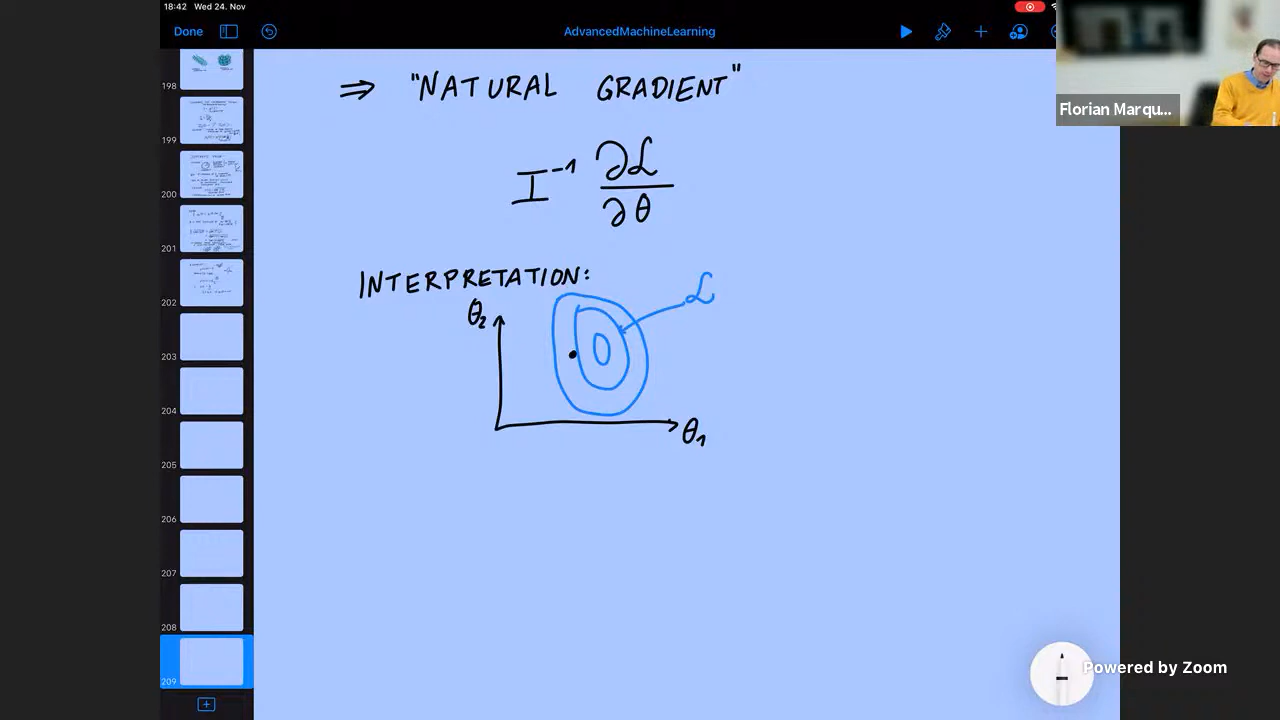 18:42 Wed 24. Nov
Done
AdvancedMachineLearning
Florian Marqu...
198
199
200
201
202
203
204
205
206
207
208
209
⇒ "NATURAL GRADIENT"
I⁻¹ ∂ℒ/∂θ
INTERPRETATION:
θ₂
ℒ
θ₁
Powered by Zoom